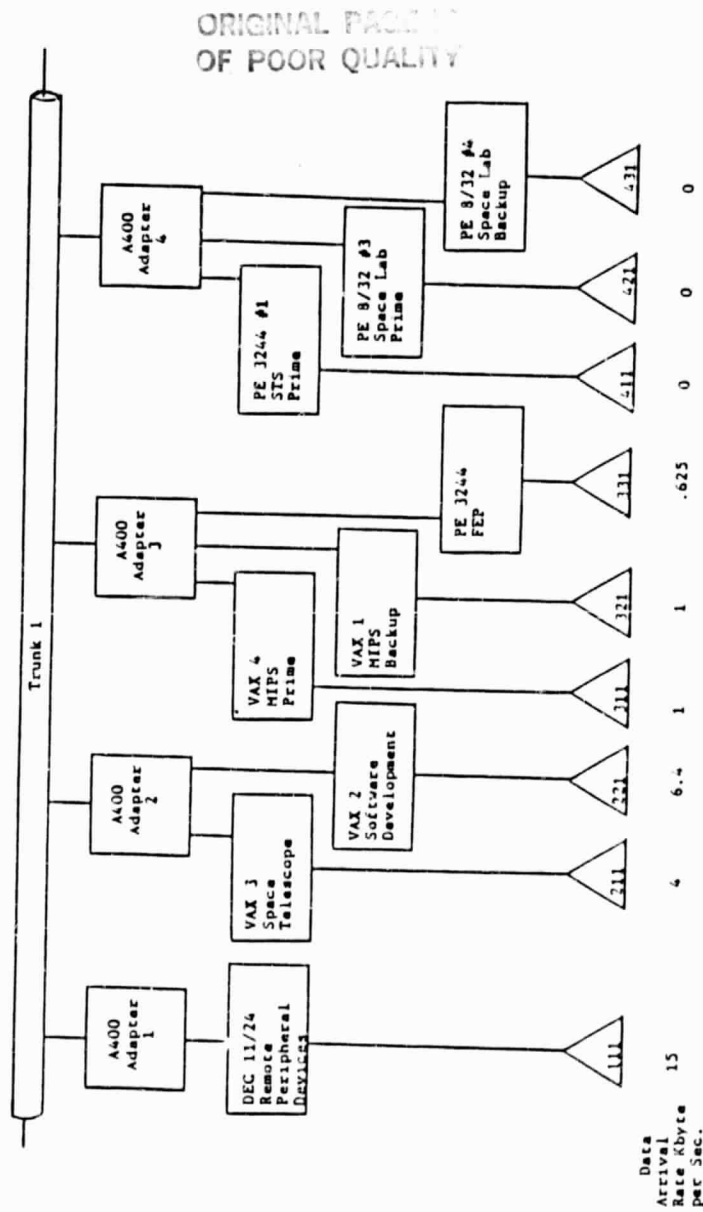 ORIGINAL
OF POOR QUALITY
Trunk 1
A400
Adapter
1
A400
Adapter
2
A400
Adapter
3
A400
Adapter
4
DEC 11/24
Remote
Peripheral
Devices
VAX 3
Space
Telescope
VAX 2
Software
Development
VAX 4
MIPS
Prime
VAX 1
MIPS
Backup
PE 3244
FEP
PE 3244 #1
STS
Prime
PE 8/32 #3
Space Lab
Prime
PE 8/32 #4
Space Lab
Backup
111
211
221
311
321
331
411
421
431
Data
Arrival
Rate Kbyte
per Sec.
15
4
6.4
1
1
.625
0
0
0